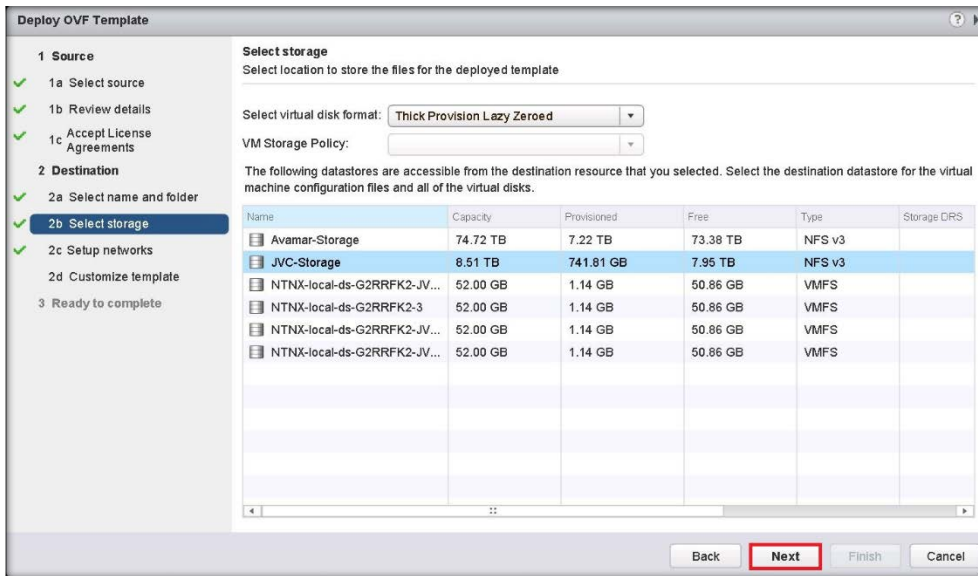 Deploy OVF Template
?
1 Source
1a Select source
1b Review details
1c Accept License
Agreements
2 Destination
2a Select name and folder
2b Select storage
2c Setup networks
2d Customize template
3 Ready to complete
Select storage
Select location to store the files for the deployed template
Select virtual disk format: Thick Provision Lazy Zeroed
VM Storage Policy:
The following datastores are accessible from the destination resource that you selected. Select the destination datastore for the virtual
machine configuration files and all of the virtual disks.
Name Capacity Provisioned Free Type Storage DRS
Avamar-Storage 74.72 TB 7.22 TB 73.38 TB NFS v3
JVC-Storage 8.51 TB 741.81 GB 7.95 TB NFS v3
NTNX-local-ds-G2RRFK2-JV... 52.00 GB 1.14 GB 50.86 GB VMFS
NTNX-local-ds-G2RRFK2-3 52.00 GB 1.14 GB 50.86 GB VMFS
NTNX-local-ds-G2RRFK2-JV... 52.00 GB 1.14 GB 50.86 GB VMFS
NTNX-local-ds-G2RRFK2-JV... 52.00 GB 1.14 GB 50.86 GB VMFS
Back Next Finish Cancel